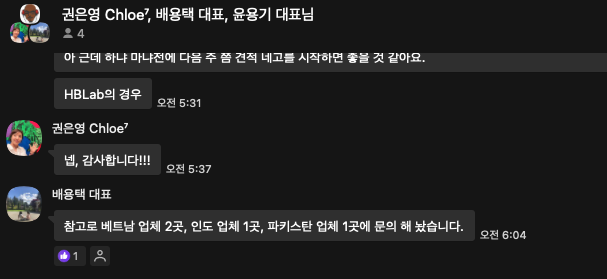 권은영 Chloe⁷, 배용택 대표, 윤용기 대표님
4
아 근데 하나 마냐전에 다음 주 쯤 견적 네고를 시작하면 좋을 것 같아요.
HBLab의 경우
오전 5:31
권은영 Chloe⁷
넵, 감사합니다!!!
오전 5:37
배용택 대표
참고로 베트남 업체 2곳, 인도 업체 1곳, 파키스탄 업체 1곳에 문의 해 놨습니다.
오전 6:04
1